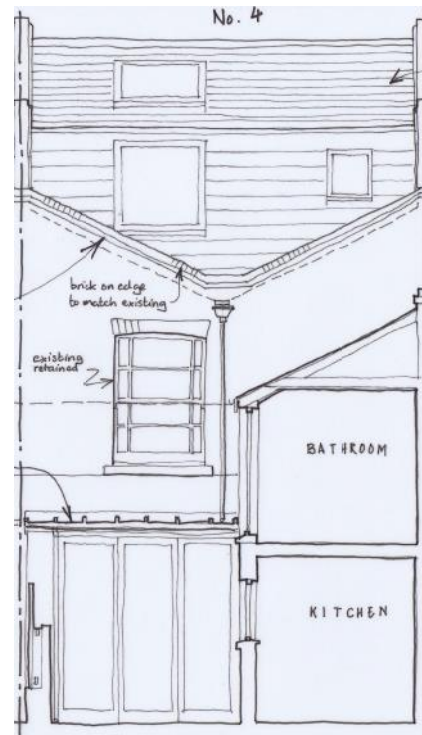 No. 4
brick on edge
to match existing
existing
retained
BATHROOM
KITCHEN